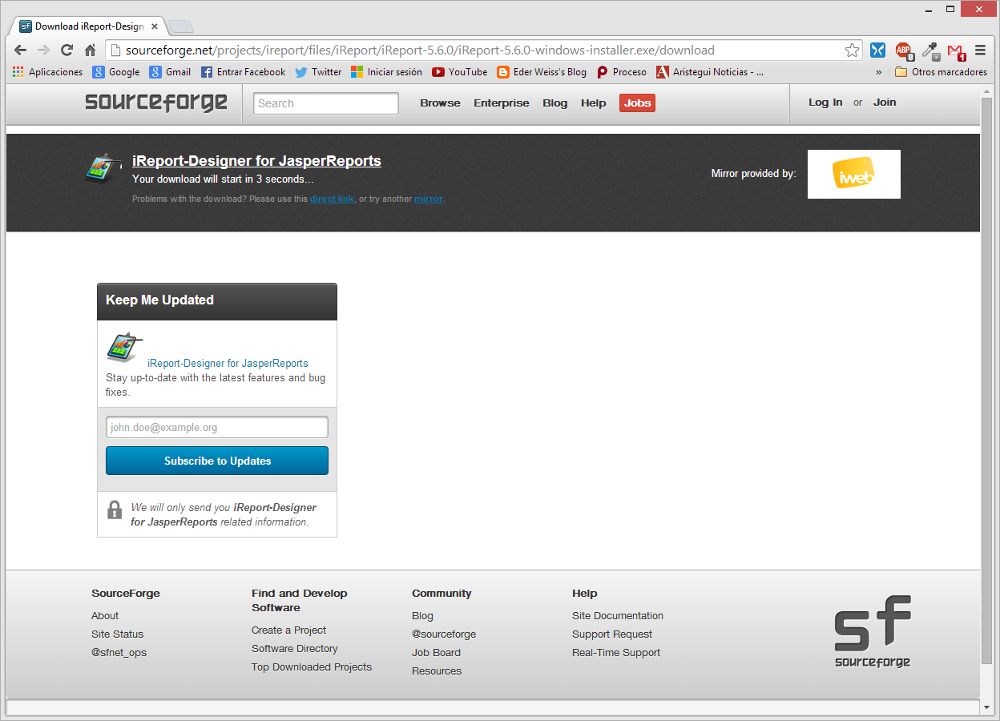 Download iReport-Design
sourceforge.net/projects/ireport/files/iReport/iReport-5.6.0/iReport-5.6.0-windows-installer.exe/download
ABP 8
1
Aplicaciones Google Gmail Entrar Facebook Twitter Iniciar sesión YouTube Eder Weiss's Blog Proceso Aristegui Noticias - ... » Otros marcadores
sourceforge Search Browse Enterprise Blog Help Jobs Log In or Join
iReport-Designer for JasperReports
Your download will start in 3 seconds...
Problems with the download? Please use this direct link, or try another mirror.
Mirror provided by:
iweb
Keep Me Updated
iReport-Designer for JasperReports
Stay up-to-date with the latest features and bug
fixes.
john.doe@example.org
Subscribe to Updates
We will only send you iReport-Designer
for JasperReports related information.
SourceForge
About
Site Status
@sfnet_ops
Find and Develop
Software
Create a Project
Software Directory
Top Downloaded Projects
Community
Blog
@sourceforge
Job Board
Resources
Help
Site Documentation
Support Request
Real-Time Support
sf
sourceforge